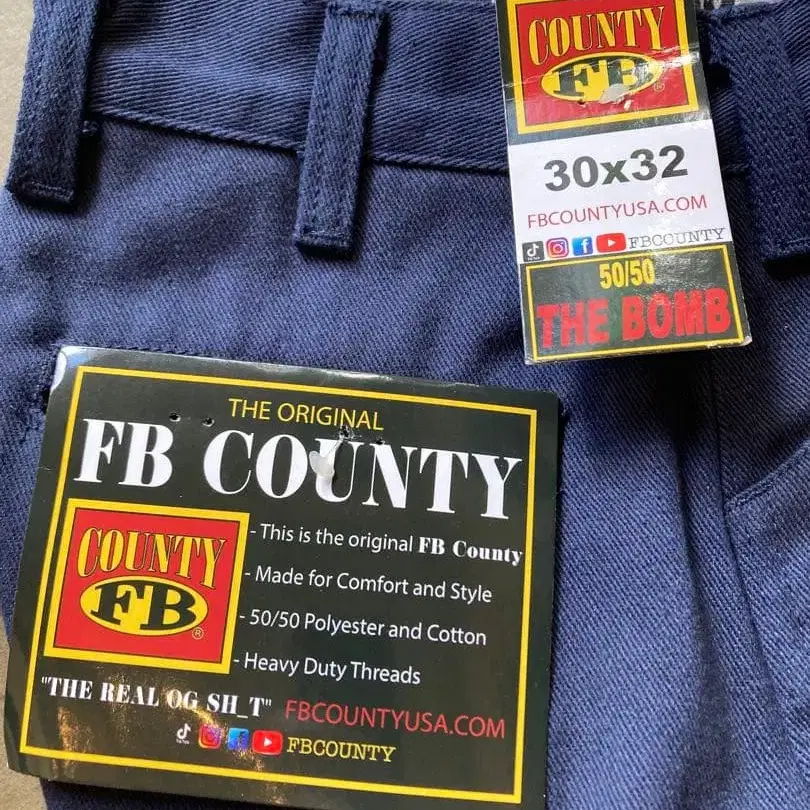 COUNTY
FB®
30x32
FBCOUNTYUSA.COM
FBCOUNTY
50/50
THE BOMB
THE ORIGINAL
FB COUNTY
COUNTY
FB®
- This is the original FB County
- Made for Comfort and Style
- 50/50 Polyester and Cotton
- Heavy Duty Threads
"THE REAL OG SH_T" FBCOUNTYUSA.COM
FBCOUNTY